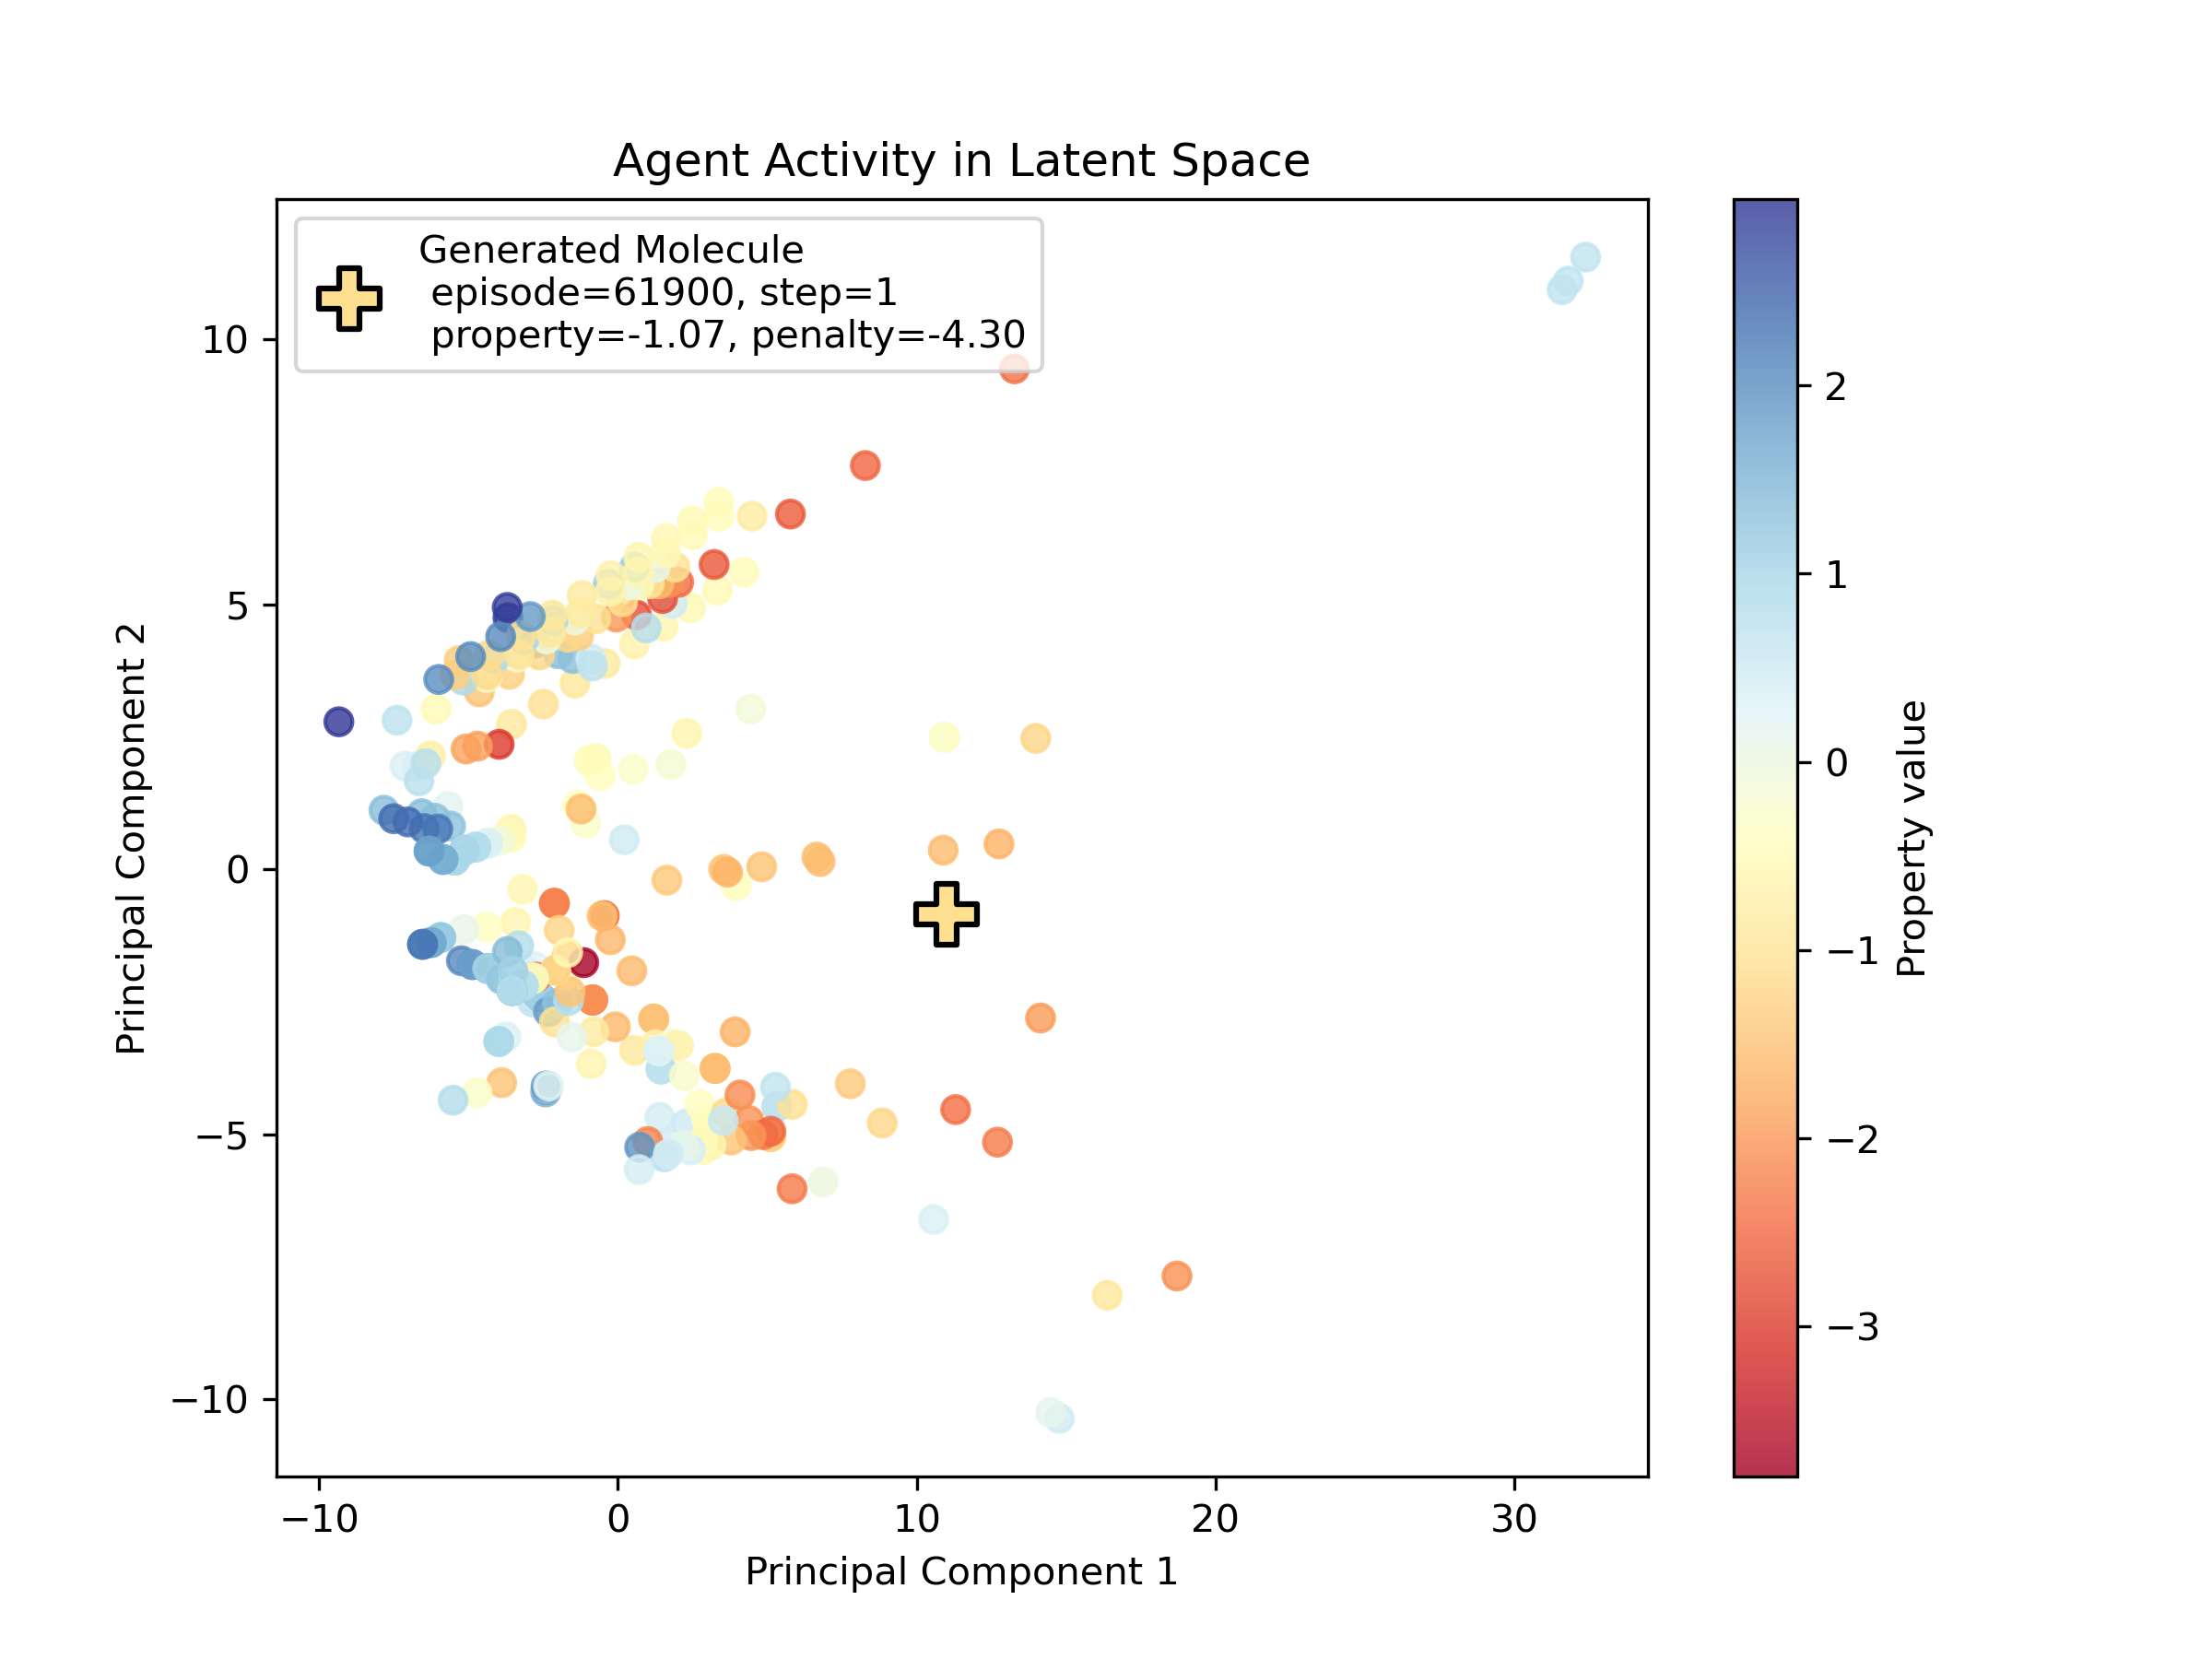 Agent Activity in Latent Space
Generated Molecule
episode=61900, step=1
property=-1.07, penalty=-4.30
10
5
0
−5
−10
Principal Component 2
−10
0
10
20
30
Principal Component 1
2
1
0
−1
−2
−3
Property value